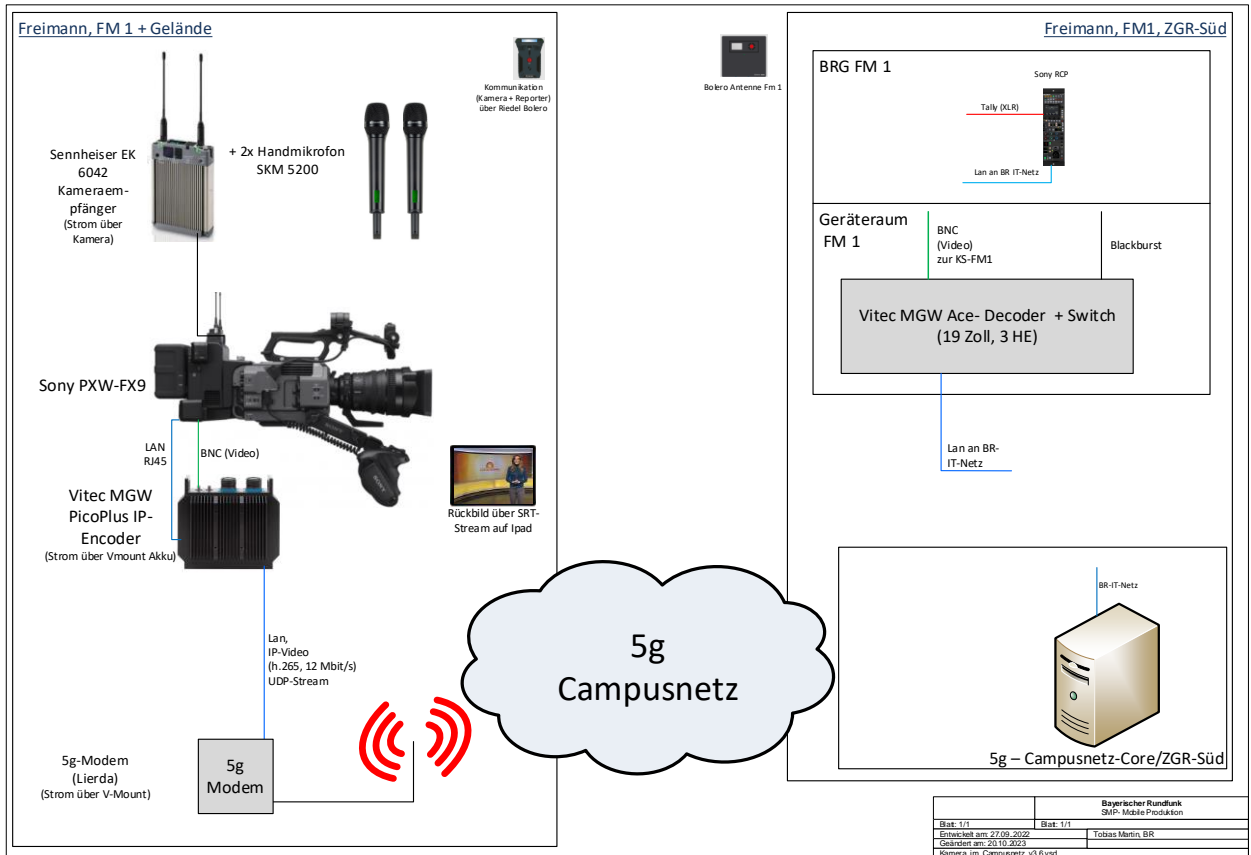 Freimann, FM 1 + Gelände
Sennheiser EK
6042
Kameraem-
pfänger
(Strom über
Kamera)
+ 2x Handmikrofon
SKM 5200
Kommunikation
(Kamera + Reporter)
über Riedel Bolero
Sony PXW-FX9
LAN
RJ45
BNC (Video)
Vitec MGW
PicoPlus IP-
Encoder
(Strom über Vmount Akku)
Rückbild über SRT-
Stream auf Ipad
Lan,
IP-Video
(h.265, 12 Mbit/s)
UDP-Stream
5g-Modem
(Lierda)
(Strom über V-Mount)
5g
Modem
Bolero Antenne Fm 1
5g
Campusnetz
Freimann, FM1, ZGR-Süd
BRG FM 1
Sony RCP
Tally (XLR)
Lan an BR IT-Netz
Geräteraum
FM 1
BNC
(Video)
zur KS-FM1
Blackburst
Vitec MGW Ace- Decoder + Switch
(19 Zoll, 3 HE)
Lan an BR-
IT-Netz
BR-IT-Netz
5g – Campusnetz-Core/ZGR-Süd
Bayerischer Rundfunk
SMP- Mobile Produktion
Blatt: 1/1 Blatt: 1/1
Entwickelt am: 27.09.2022 Tobias Martin, BR
Geändert am: 20.10.2023
Kamera_im_Campusnetz_v3.6.vsd